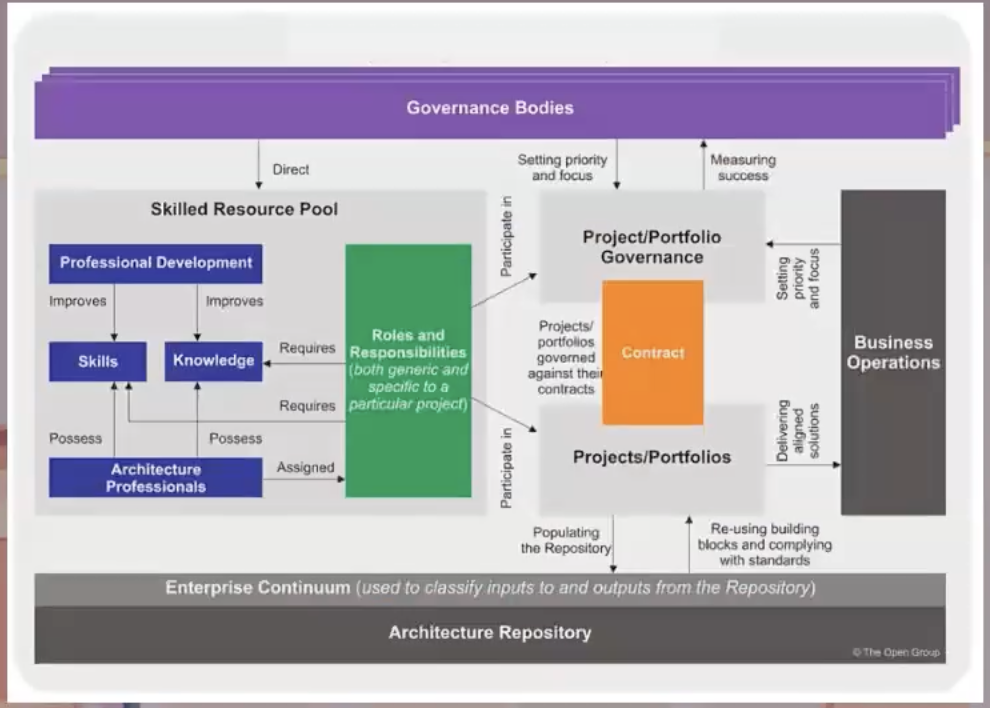 Governance Bodies
Direct
Setting priority
and focus
Measuring
success
Skilled Resource Pool
Professional Development
Improves
Improves
Skills
Knowledge
Requires
Requires
Possess
Possess
Architecture
Professionals
Assigned
Roles and
Responsibilities
(both generic and
specific to a
particular project)
Participate in
Participate in
Project/Portfolio
Governance
Projects/
portfolios
governed
against their
contracts
Contract
Projects/Portfolios
Setting
priority
and focus
Delivering
aligned
solutions
Business
Operations
Populating
the Repository
Re-using building
blocks and complying
with standards
Enterprise Continuum (used to classify inputs to and outputs from the Repository)
Architecture Repository
© The Open Group